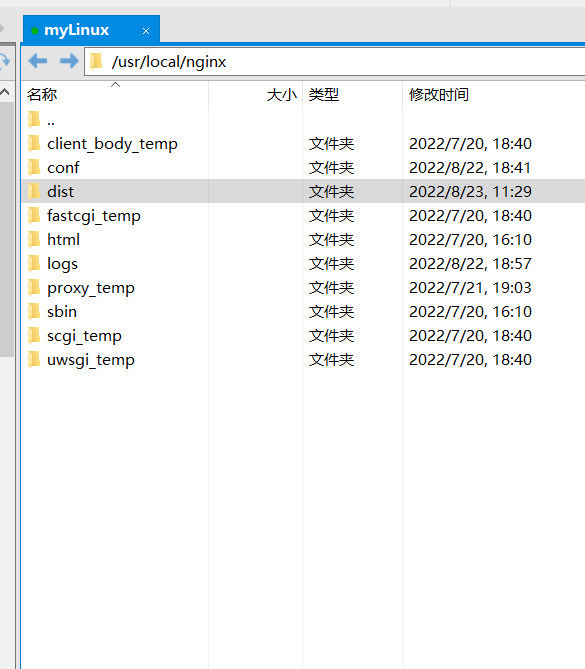 myLinux ×
/usr/local/nginx
名称 大小 类型 修改时间
..
client_body_temp 文件夹 2022/7/20, 18:40
conf 文件夹 2022/8/22, 18:41
dist 文件夹 2022/8/23, 11:29
fastcgi_temp 文件夹 2022/7/20, 18:40
html 文件夹 2022/7/20, 16:10
logs 文件夹 2022/8/22, 18:57
proxy_temp 文件夹 2022/7/21, 19:03
sbin 文件夹 2022/7/20, 16:10
scgi_temp 文件夹 2022/7/20, 18:40
uwsgi_temp 文件夹 2022/7/20, 18:40